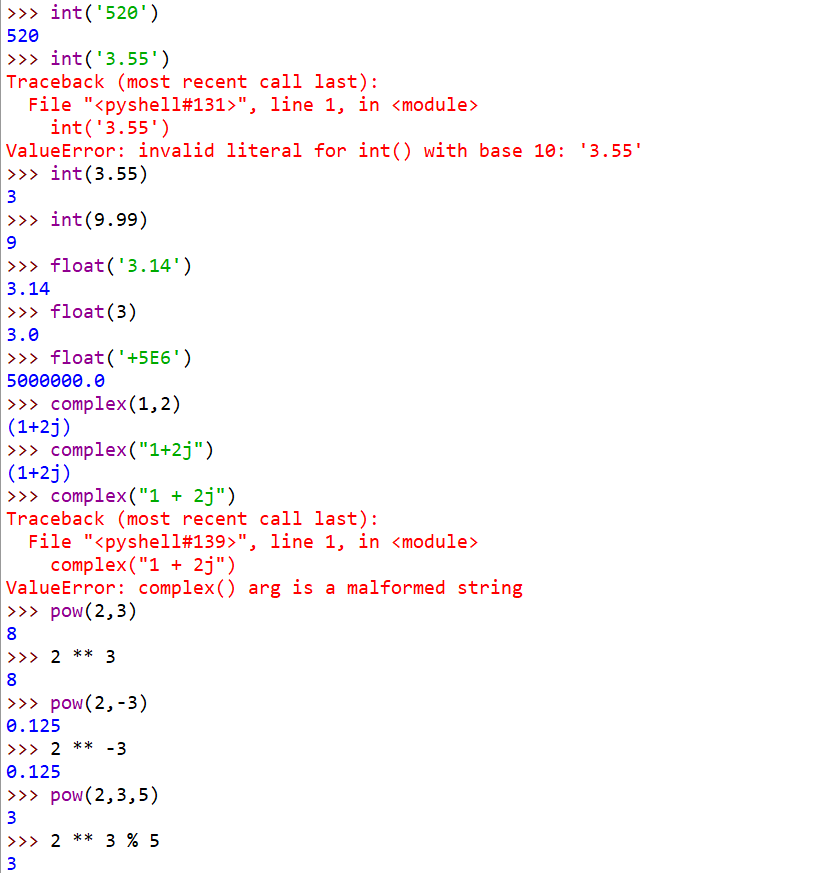 >>> int('520')
520
>>> int('3.55')
Traceback (most recent call last):
  File "<pyshell#131>", line 1, in <module>
    int('3.55')
ValueError: invalid literal for int() with base 10: '3.55'
>>> int(3.55)
3
>>> int(9.99)
9
>>> float('3.14')
3.14
>>> float(3)
3.0
>>> float('+5E6')
5000000.0
>>> complex(1,2)
(1+2j)
>>> complex("1+2j")
(1+2j)
>>> complex("1 + 2j")
Traceback (most recent call last):
  File "<pyshell#139>", line 1, in <module>
    complex("1 + 2j")
ValueError: complex() arg is a malformed string
>>> pow(2,3)
8
>>> 2 ** 3
8
>>> pow(2,-3)
0.125
>>> 2 ** -3
0.125
>>> pow(2,3,5)
3
>>> 2 ** 3 % 5
3